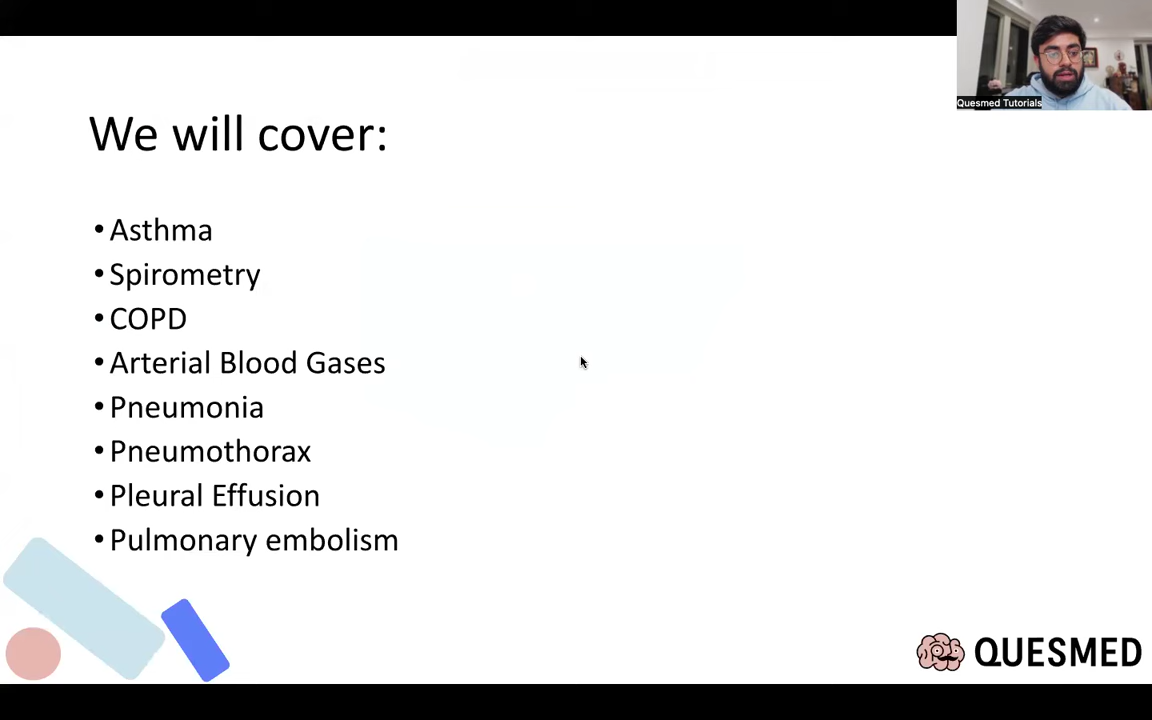 We will cover:
•Asthma
•Spirometry
•COPD
•Arterial Blood Gases
•Pneumonia
•Pneumothorax
•Pleural Effusion
•Pulmonary embolism
Quesmed Tutorials
QUESMED